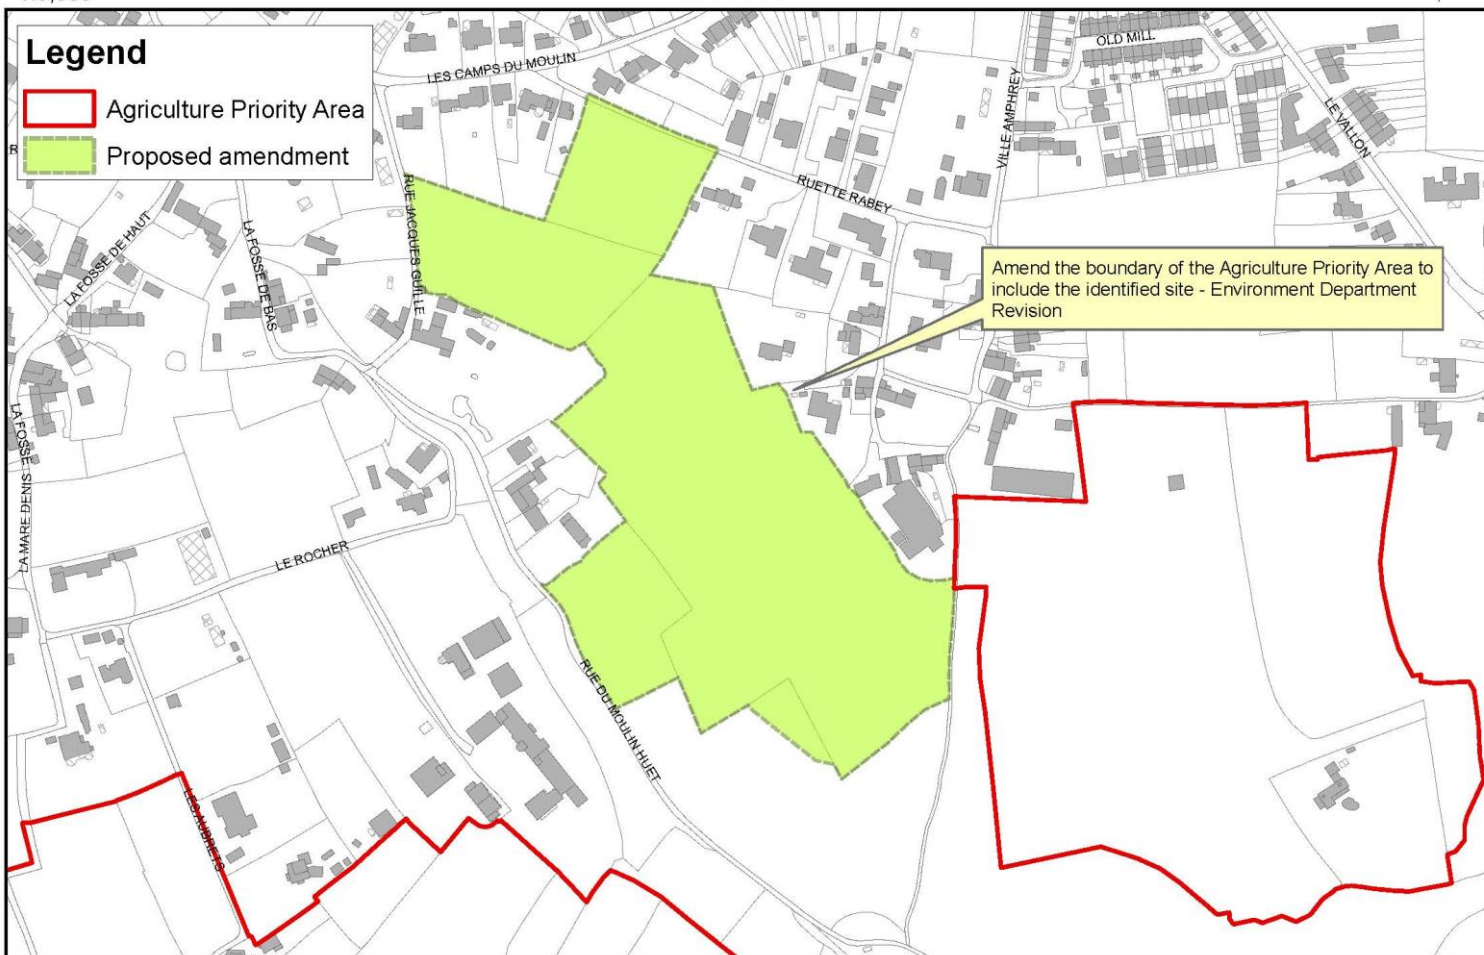 Legend
Agriculture Priority Area
Proposed amendment
LES CAMPS DU MOULIN
OLD MILL
VILLE AMPHREY
LE VALLON
RUE JACQUES GUILLE
RUETTE RABEY
LA FOSSE DE HAUT
LA FOSSE DE BAS
Amend the boundary of the Agriculture Priority Area to
include the identified site - Environment Department
Revision
LA FOSSE
LA MARE DENIS
LE ROCHER
RUE DU MOULIN HUET
LES AUBRETS